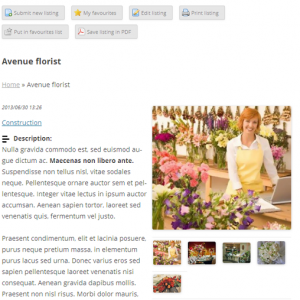 Submit new listing
My favourites
Edit listing
Print listing
Put in favourites list
Save listing in PDF
Avenue florist
Home » Avenue florist
2013/06/30 13:26
Construction
Description:
Nulla gravida commodo est, sed euismod au-
gue dictum ac. Maecenas non libero ante.
Suspendisse non tellus nisl, vitae sodales
neque. Pellentesque ornare auctor sem et pel-
lentesque. Integer vitae lectus in ipsum auctor
accumsan. Aenean sapien tortor, laoreet sed
venenatis quis, fermentum vel justo.
Praesent condimentum, elit et lacinia posuere,
purus neque pretium massa, in elementum
purus lacus sed urna. Donec varius eros sed
sapien pellentesque laoreet venenatis nisl
consequat. Aenean gravida dapibus mollis.
Praesent non nisl risus. Morbi dolor mauris,